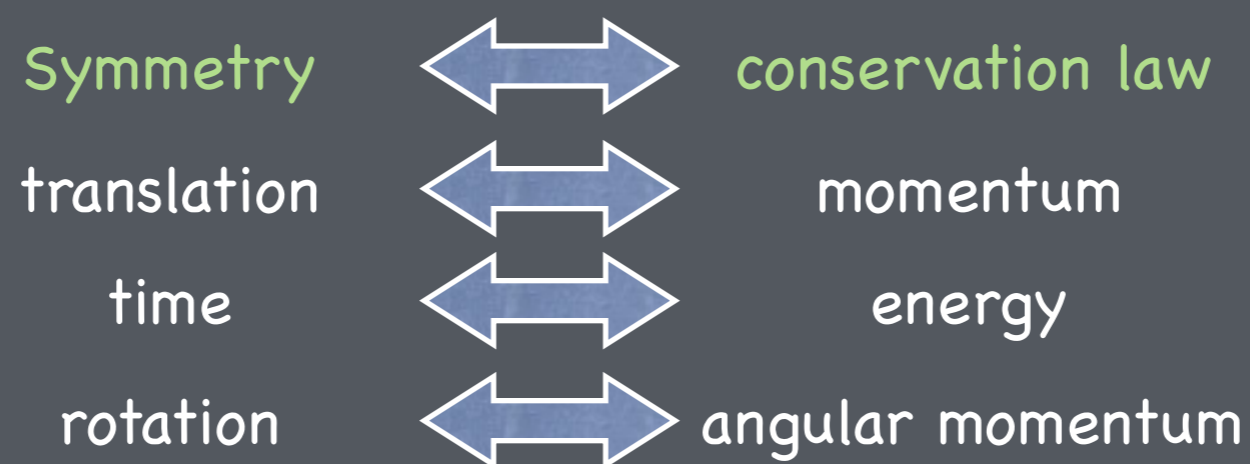 Symmetry conservation law
translation momentum
time energy
rotation angular momentum